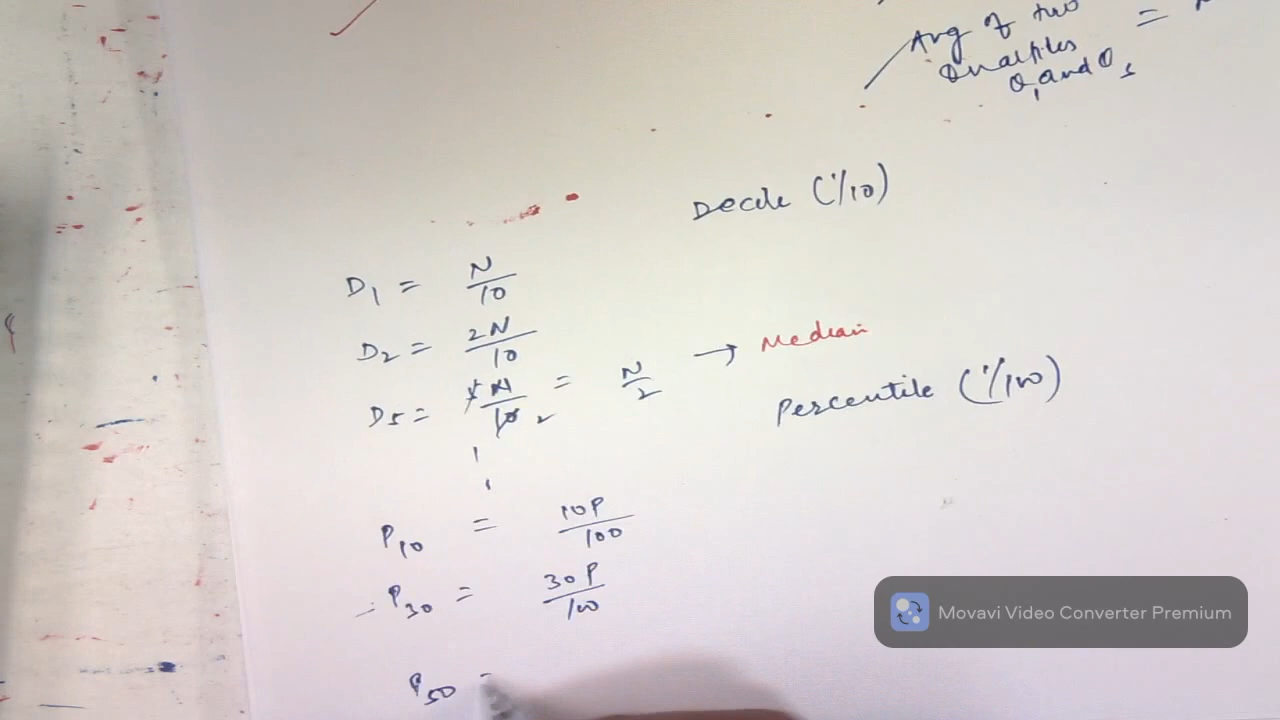 Avg of two =
Quartiles
Q1 and Q3
Decile (1/10)
D1 = N/10
D2 = 2N/10
D5 = 5N/10 2 = N/2 → Median
Percentile (1/100)
P10 = 10P/100
P30 = 30P/100
P50 =
Movavi Video Converter Premium